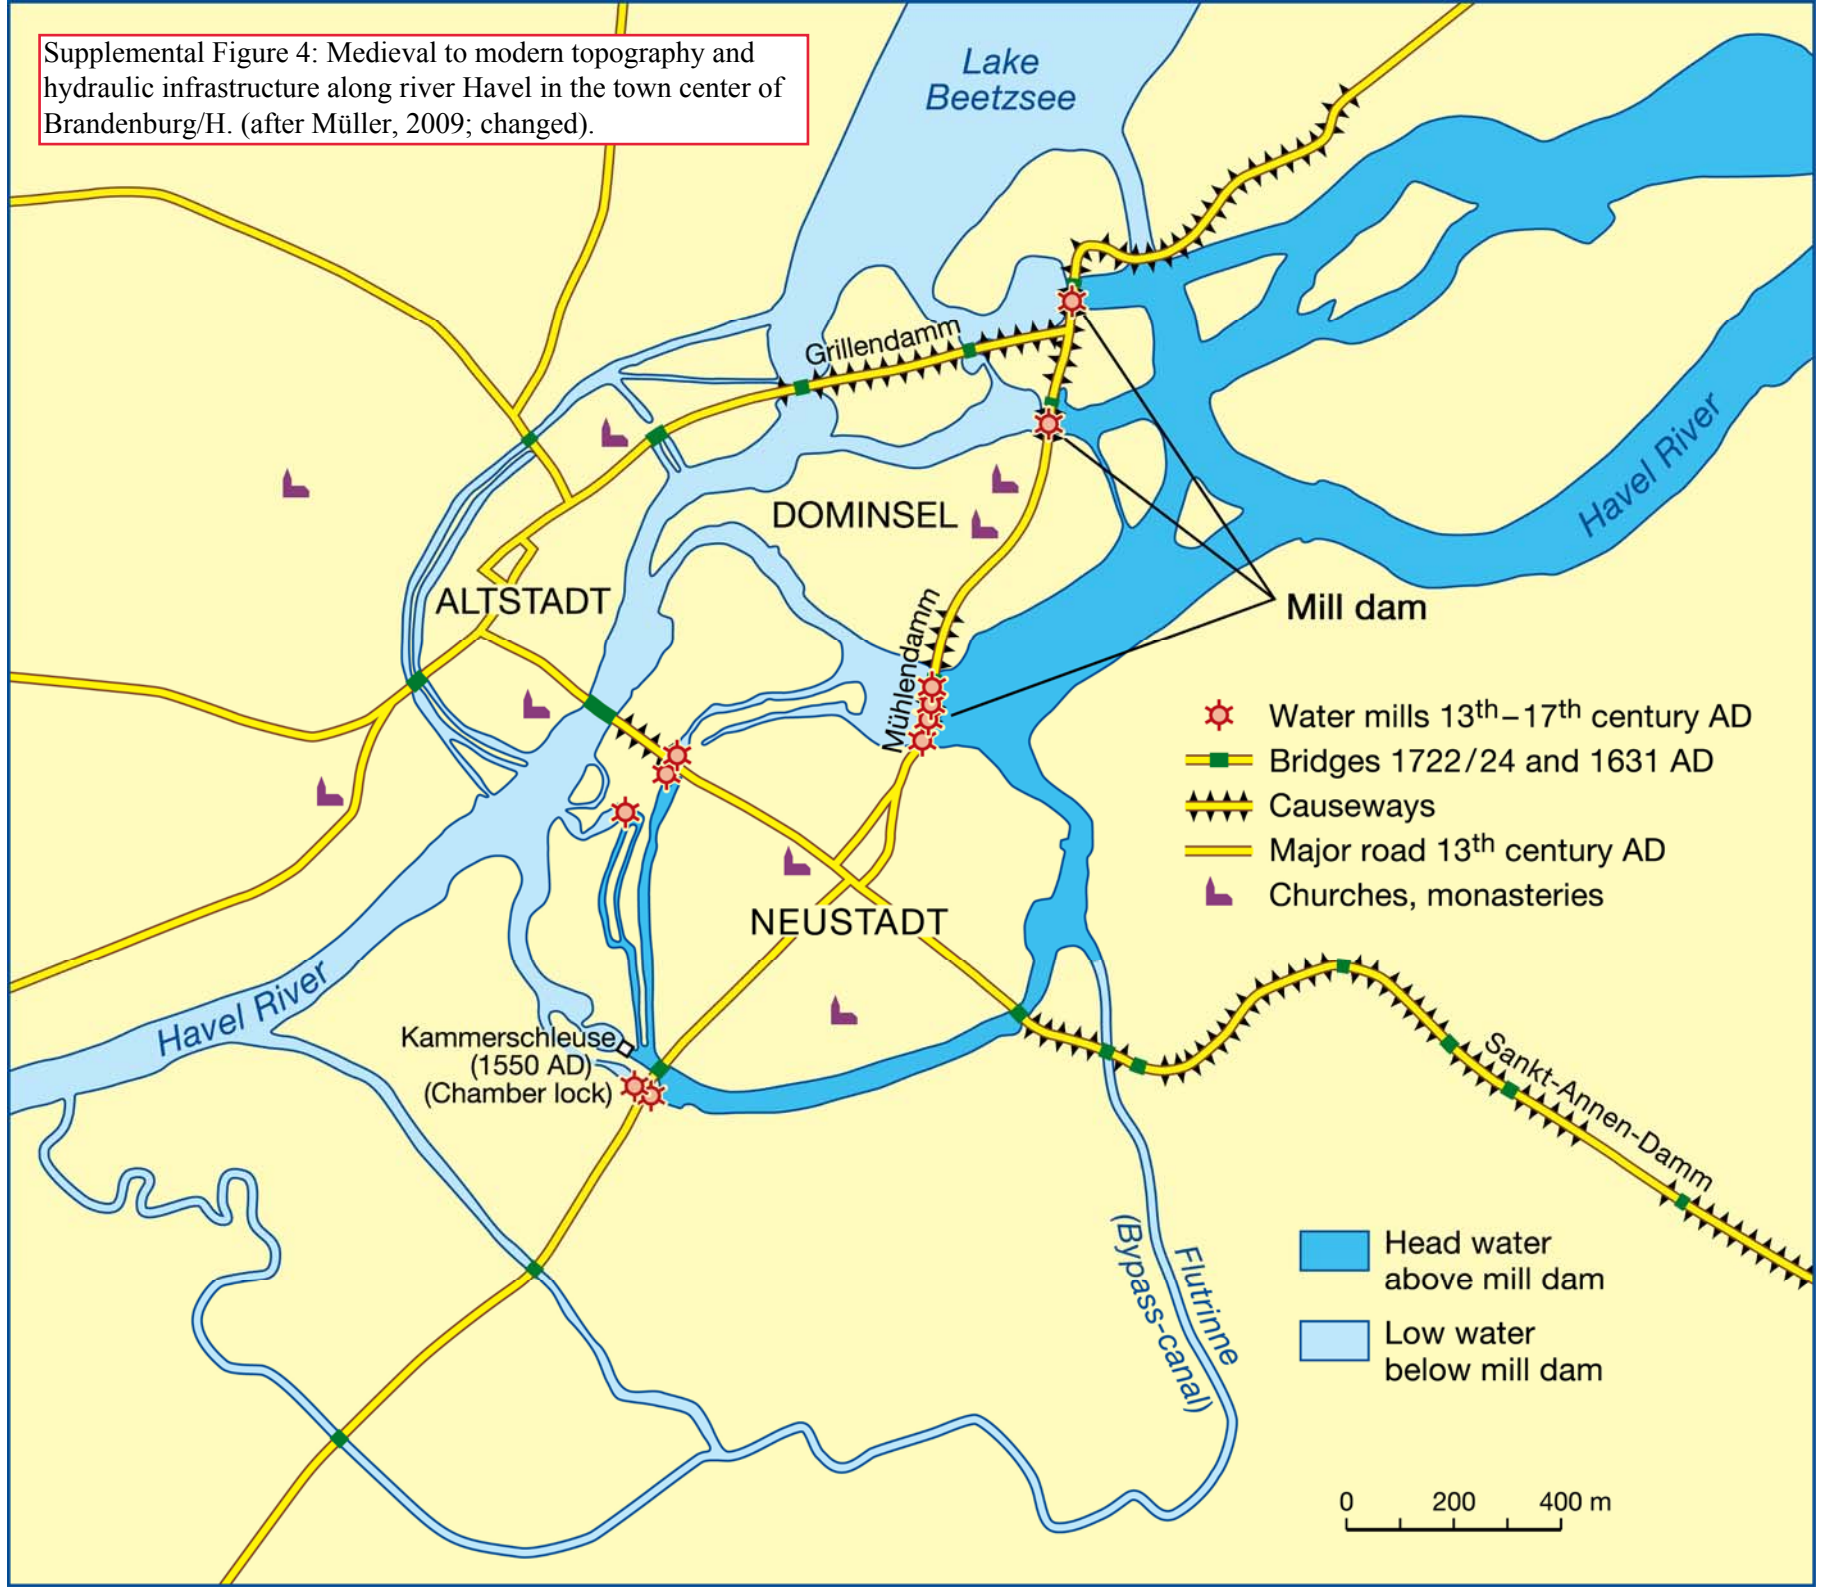 Supplemental Figure 4: Medieval to modern topography and
hydraulic infrastructure along river Havel in the town center of
Brandenburg/H. (after Müller, 2009; changed).
Lake
Beetzsee
Grillendamm
Havel River
DOMINSEL
ALTSTADT
Mühlendamm
Mill dam
Water mills 13th–17th century AD
Bridges 1722/24 and 1631 AD
Causeways
Major road 13th century AD
Churches, monasteries
NEUSTADT
Havel River
Kammerschleuse
(1550 AD)
(Chamber lock)
Sankt-Annen-Damm
Flutrinne
(Bypass-canal)
Head water
above mill dam
Low water
below mill dam
0 200 400 m